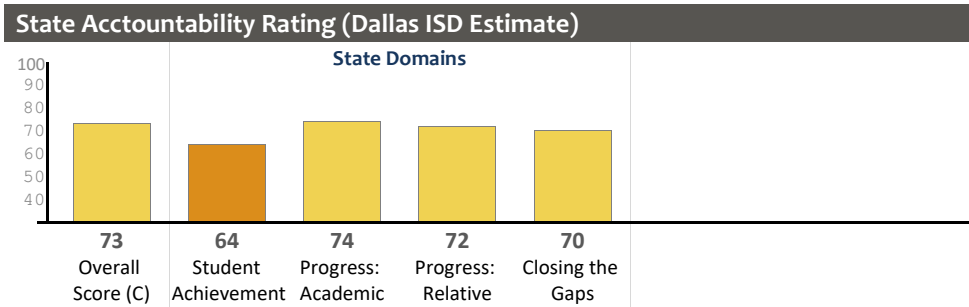 State Acctountability Rating (Dallas ISD Estimate)
State Domains
100
90
80
70
60
50
40
73 64 74 72 70
Overall Student Progress: Progress: Closing the
Score (C) Achievement Academic Relative Gaps